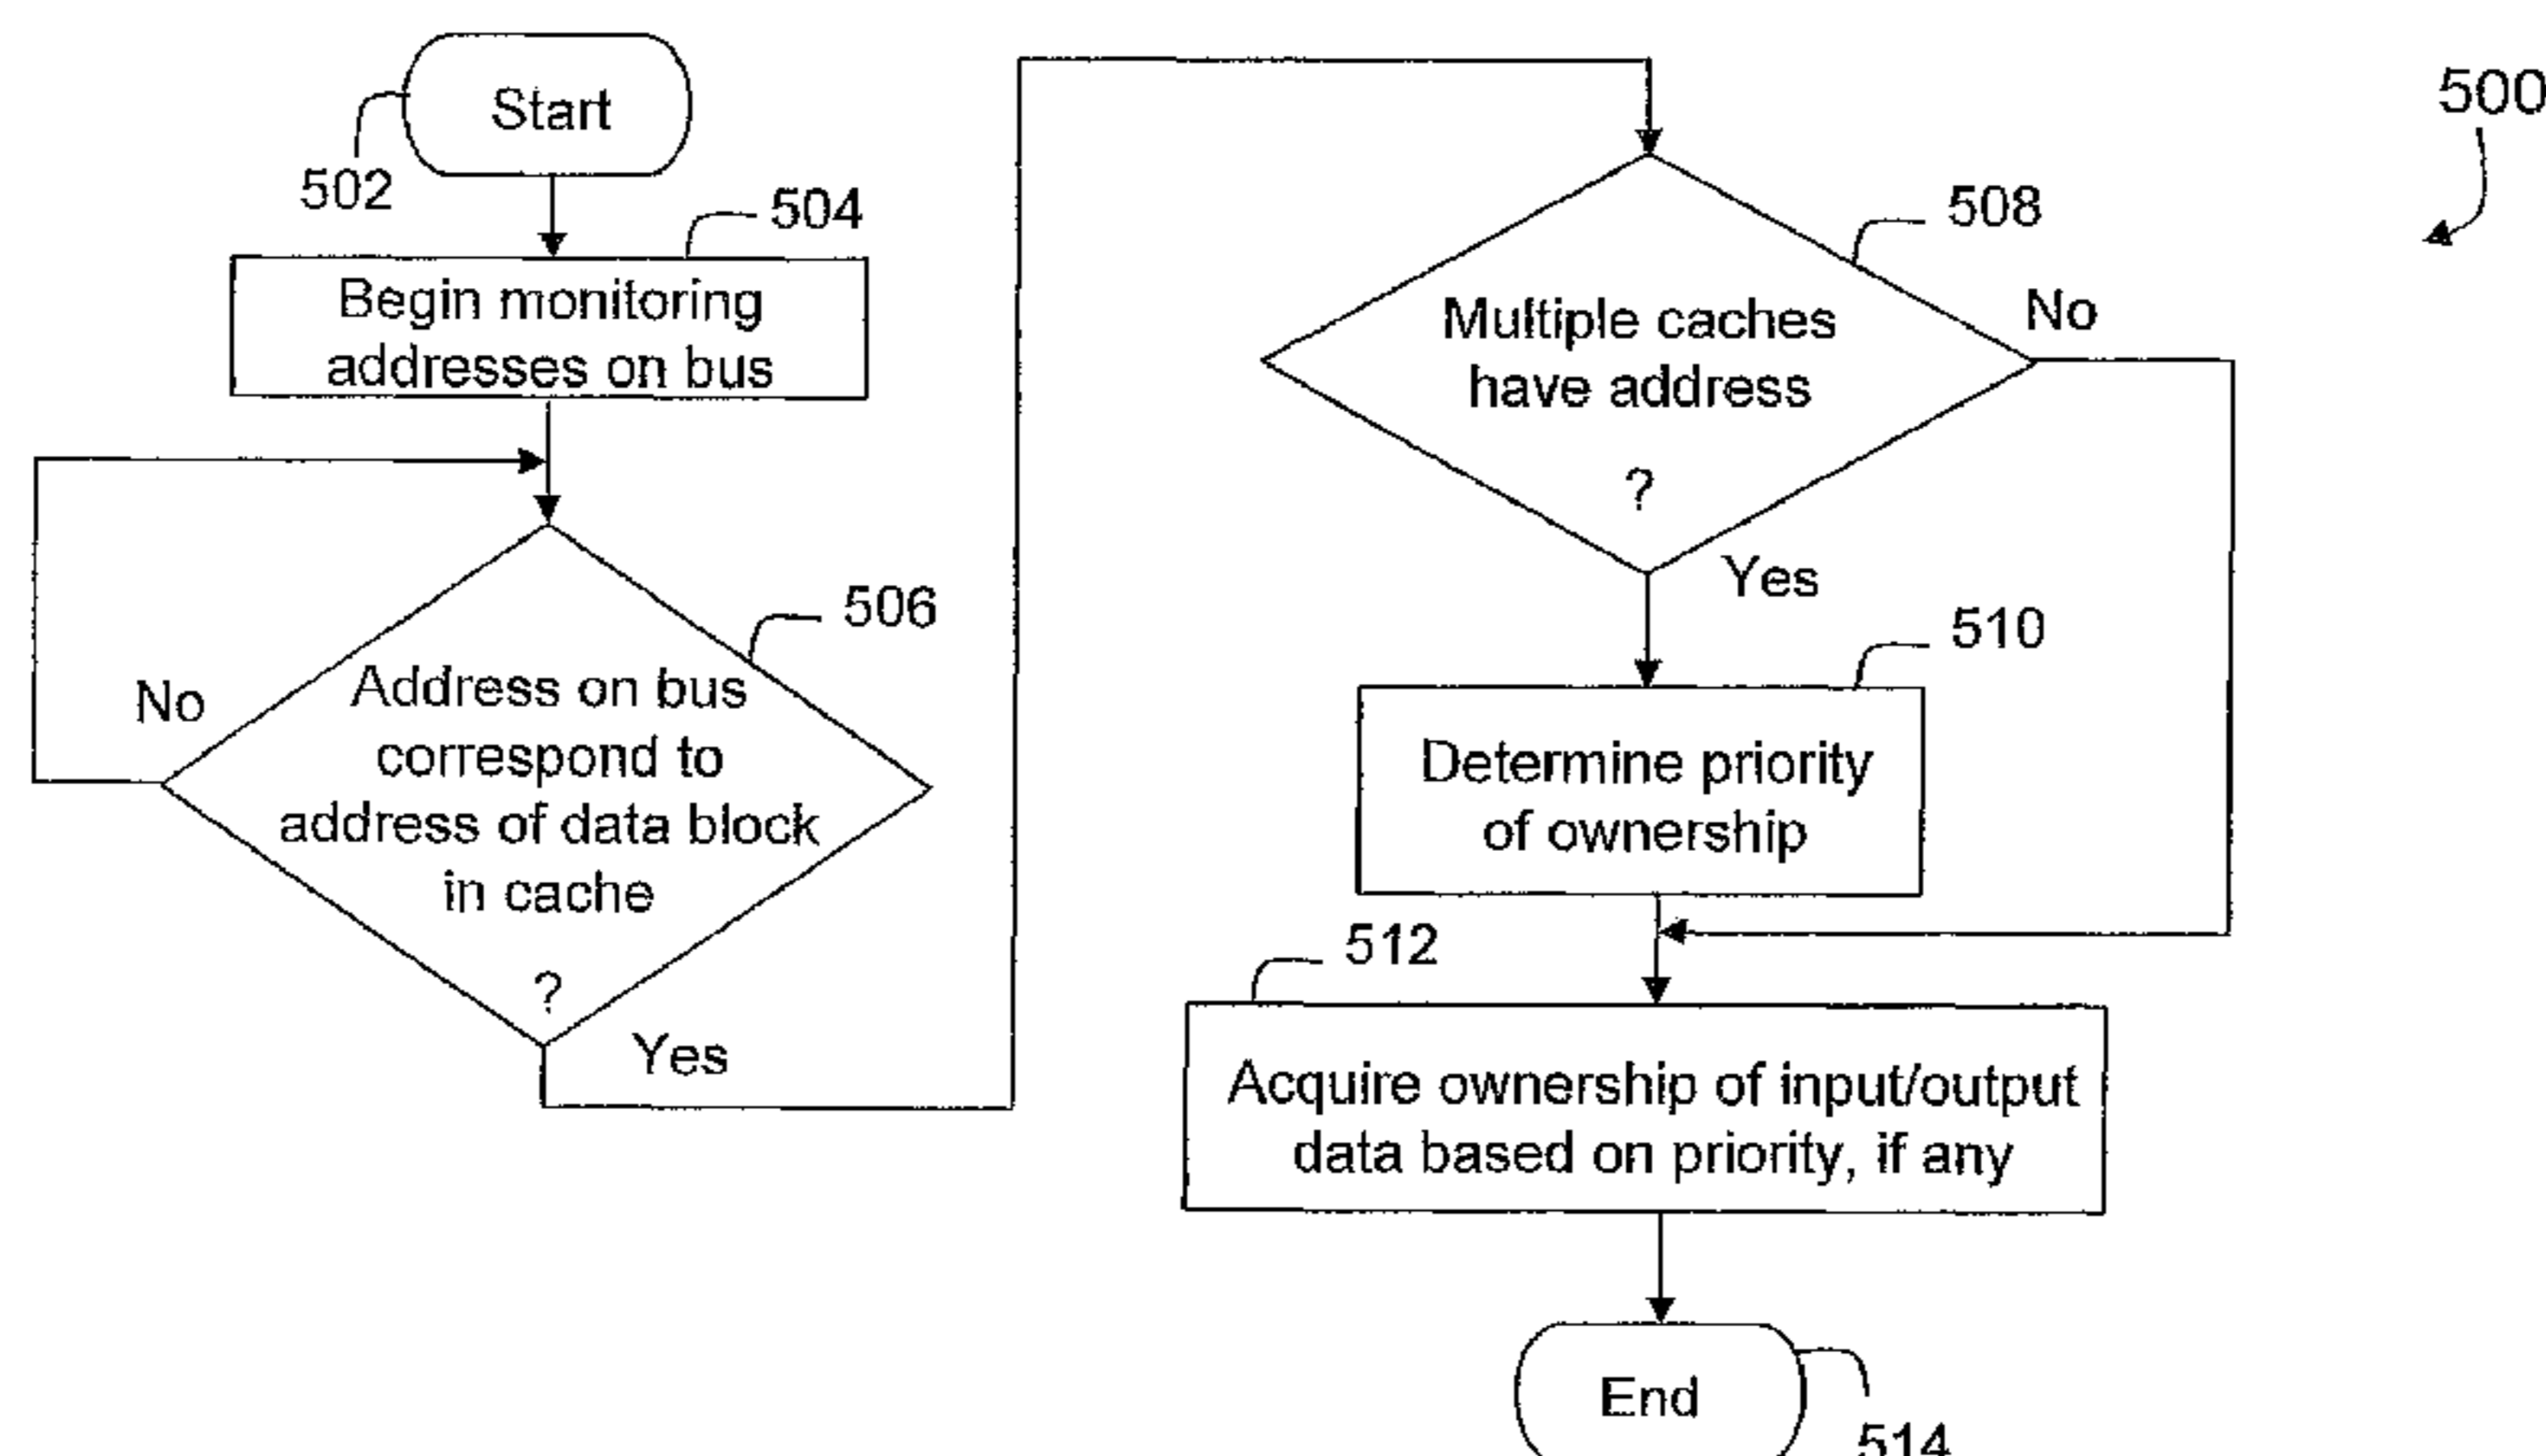 Start
502
504
Begin monitoring
addresses on bus
506
No
Address on bus
correspond to
address of data block
in cache
?
Yes
500
508
Multiple caches
have address
?
No
Yes
510
Determine priority
of ownership
512
Acquire ownership of input/output
data based on priority, if any
End
514